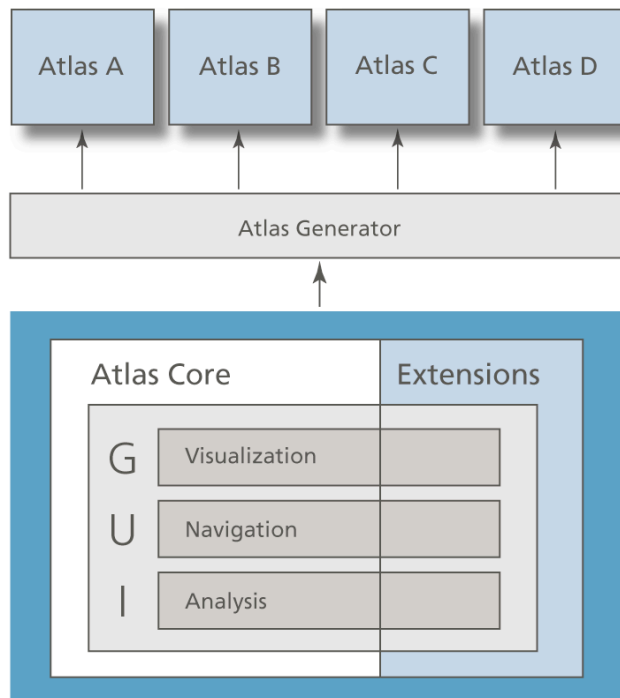 Atlas A
Atlas B
Atlas C
Atlas D
Atlas Generator
Atlas Core
Extensions
G
Visualization
U
Navigation
I
Analysis